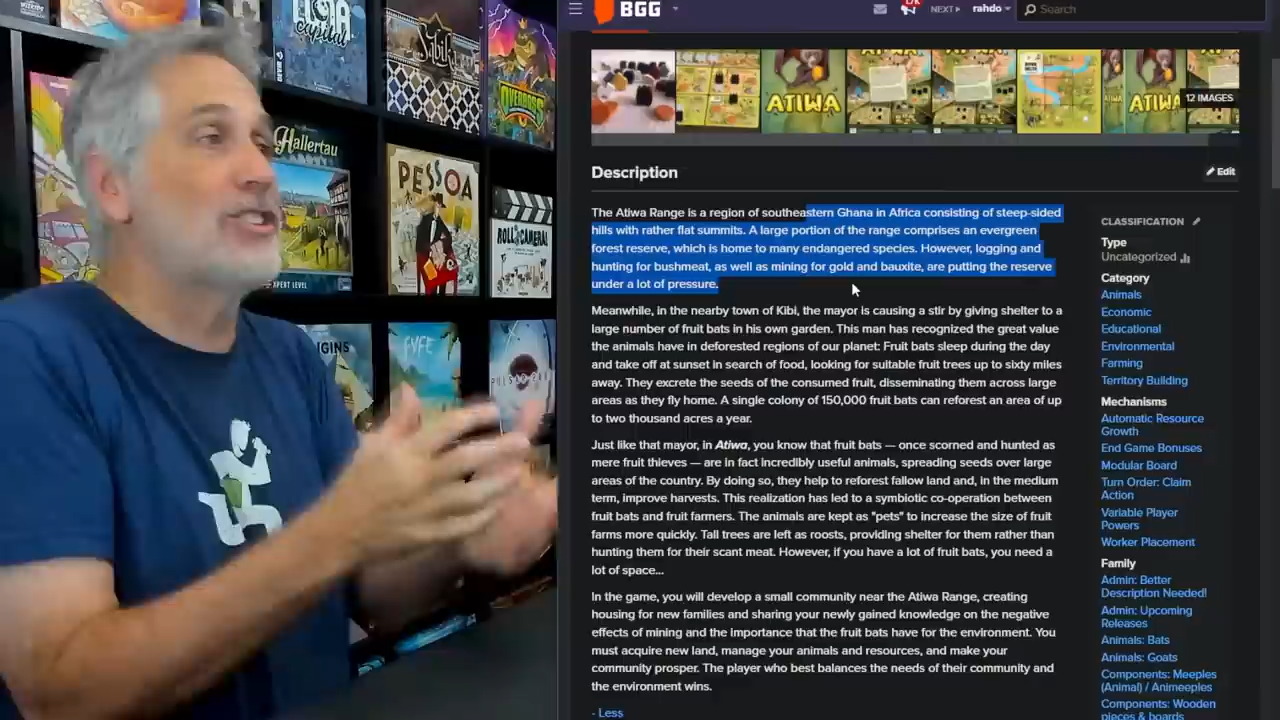 LLAMA
capital
Sabika
OVERBOSS
Hallertau
EXPERT LEVEL
PESSOA
ROLL CAMERA!
ORIGINS
FYFE
BGG
NEXT
rahdo
Search
ATIWA
ATIWA
12 IMAGES
Description
Edit
The Atiwa Range is a region of southeastern Ghana in Africa consisting of steep-sided
hills with rather flat summits. A large portion of the range comprises an evergreen
forest reserve, which is home to many endangered species. However, logging and
hunting for bushmeat, as well as mining for gold and bauxite, are putting the reserve
under a lot of pressure.
Meanwhile, in the nearby town of Kibi, the mayor is causing a stir by giving shelter to a
large number of fruit bats in his own garden. This man has recognized the great value
the animals have in deforested regions of our planet: Fruit bats sleep during the day
and take off at sunset in search of food, looking for suitable fruit trees up to sixty miles
away. They excrete the seeds of the consumed fruit, disseminating them across large
areas as they fly home. A single colony of 150,000 fruit bats can reforest an area of up
to two thousand acres a year.
Just like that mayor, in Atiwa, you know that fruit bats — once scorned and hunted as
mere fruit thieves — are in fact incredibly useful animals, spreading seeds over large
areas of the country. By doing so, they help to reforest fallow land and, in the medium
term, improve harvests. This realization has led to a symbiotic co-operation between
fruit bats and fruit farmers. The animals are kept as "pets" to increase the size of fruit
farms more quickly. Tall trees are left as roosts, providing shelter for them rather than
hunting them for their scant meat. However, if you have a lot of fruit bats, you need a
lot of space...
In the game, you will develop a small community near the Atiwa Range, creating
housing for new families and sharing your newly gained knowledge on the negative
effects of mining and the importance that the fruit bats have for the environment. You
must acquire new land, manage your animals and resources, and make your
community prosper. The player who best balances the needs of their community and
the environment wins.
- Less
CLASSIFICATION
Type
Uncategorized
Category
Animals
Economic
Educational
Environmental
Farming
Territory Building
Mechanisms
Automatic Resource
Growth
End Game Bonuses
Modular Board
Turn Order: Claim
Action
Variable Player
Powers
Worker Placement
Family
Admin: Better
Description Needed!
Admin: Upcoming
Releases
Animals: Bats
Animals: Goats
Components: Meeples
(Animal) / Animeeples
Components: Wooden
pieces & boards